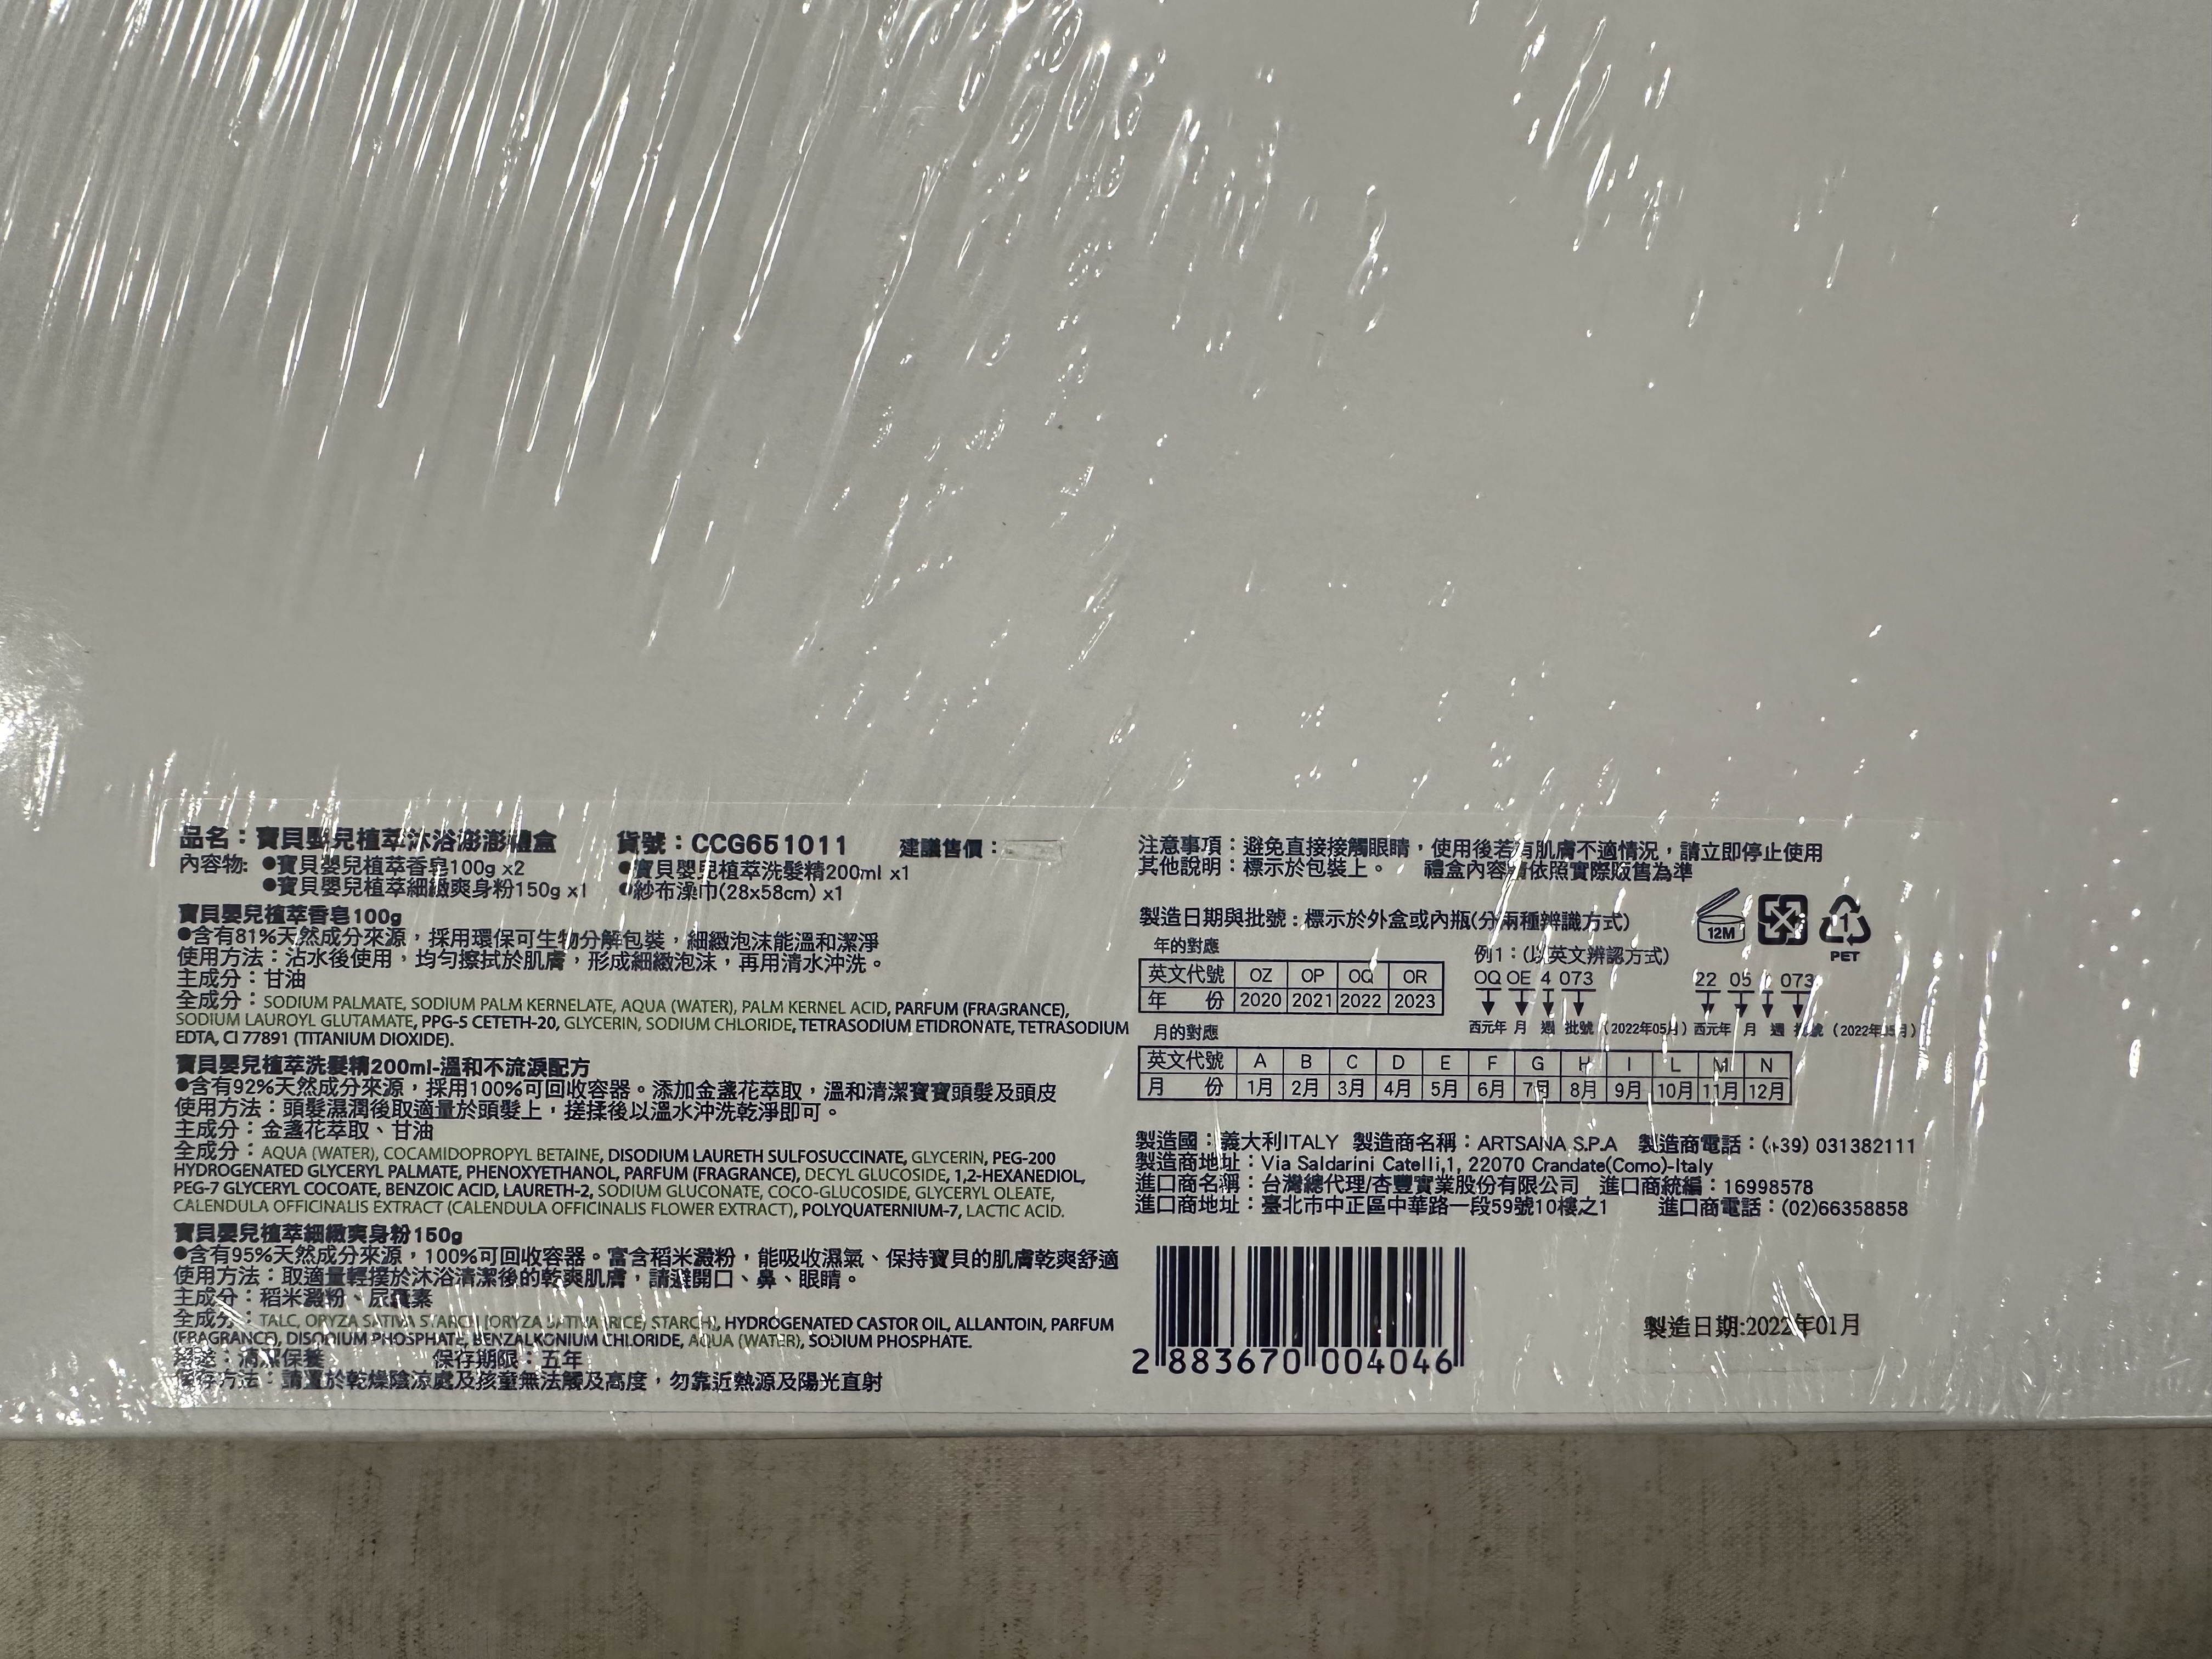 品名：寶貝嬰兒植萃沐浴澎澎禮盒 貨號：CCG651011 建議售價：
內容物: ●寶貝嬰兒植萃香皂100g x2 ●寶貝嬰兒植萃洗髮精200ml x1
●寶貝嬰兒植萃細緻爽身粉150g x1 ●紗布澡巾(28x58cm) x1
寶貝嬰兒植萃香皂100g
●含有81%天然成分來源，採用環保可生物分解包裝，細緻泡沫能溫和潔淨
使用方法：沾水後使用，均勻擦拭於肌膚，形成細緻泡沫，再用清水沖洗。
主成分：甘油
全成分：SODIUM PALMATE, SODIUM PALM KERNELATE, AQUA (WATER), PALM KERNEL ACID, PARFUM (FRAGRANCE),
SODIUM LAUROYL GLUTAMATE, PPG-5 CETETH-20, GLYCERIN, SODIUM CHLORIDE, TETRASODIUM ETIDRONATE, TETRASODIUM
EDTA, CI 77891 (TITANIUM DIOXIDE).
寶貝嬰兒植萃洗髮精200ml-溫和不流淚配方
●含有92%天然成分來源，採用100%可回收容器。添加金盞花萃取，溫和清潔寶寶頭髮及頭皮
使用方法：頭髮濕潤後取適量於頭髮上，搓揉後以溫水沖洗乾淨即可。
主成分：金盞花萃取、甘油
全成分：AQUA (WATER), COCAMIDOPROPYL BETAINE, DISODIUM LAURETH SULFOSUCCINATE, GLYCERIN, PEG-200
HYDROGENATED GLYCERYL PALMATE, PHENOXYETHANOL, PARFUM (FRAGRANCE), DECYL GLUCOSIDE, 1,2-HEXANEDIOL,
PEG-7 GLYCERYL COCOATE, BENZOIC ACID, LAURETH-2, SODIUM GLUCONATE, COCO-GLUCOSIDE, GLYCERYL OLEATE,
CALENDULA OFFICINALIS EXTRACT (CALENDULA OFFICINALIS FLOWER EXTRACT), POLYQUATERNIUM-7, LACTIC ACID.
寶貝嬰兒植萃細緻爽身粉150g
●含有95%天然成分來源，100%可回收容器。富含稻米澱粉，能吸收濕氣、保持寶貝的肌膚乾爽舒適
使用方法：取適量輕撲於沐浴清潔後的乾爽肌膚，請避開口、鼻、眼睛。
主成分：稻米澱粉、尿囊素
全成分：TALC, ORYZA SATIVA STARCH (ORYZA SATIVA (RICE) STARCH), HYDROGENATED CASTOR OIL, ALLANTOIN, PARFUM
(FRAGRANCE), DISODIUM PHOSPHATE, BENZALKONIUM CHLORIDE, AQUA (WATER), SODIUM PHOSPHATE.
用途：清潔保養 保存期限：五年
保存方法：請置於乾燥陰涼處及孩童無法觸及高度，勿靠近熱源及陽光直射
注意事項：避免直接接觸眼睛，使用後若有肌膚不適情況，請立即停止使用
其他說明：標示於包裝上。 禮盒內容請依照實際販售為準
製造日期與批號：標示於外盒或內瓶(分兩種辨識方式)
12M
1
PET
年的對應
英文代號 OZ OP OQ OR
年 份 2020 2021 2022 2023
例1：(以英文辨認方式)
OQ OE 4 073 22 05 073
西元年 月 週 批號（2022年05月）西元年 月 週 批號（2022年05月）
月的對應
英文代號 A B C D E F G H I L M N
月 份 1月 2月 3月 4月 5月 6月 7月 8月 9月 10月 11月 12月
製造國：義大利ITALY 製造商名稱：ARTSANA S.P.A 製造商電話：(+39) 031382111
製造商地址：Via Saldarini Catelli,1, 22070 Crandate(Como)-Italy
進口商名稱：台灣總代理/杏豐實業股份有限公司 進口商統編：16998578
進口商地址：臺北市中正區中華路一段59號10樓之1 進口商電話：(02)66358858
2 883670 004046
製造日期:2022年01月